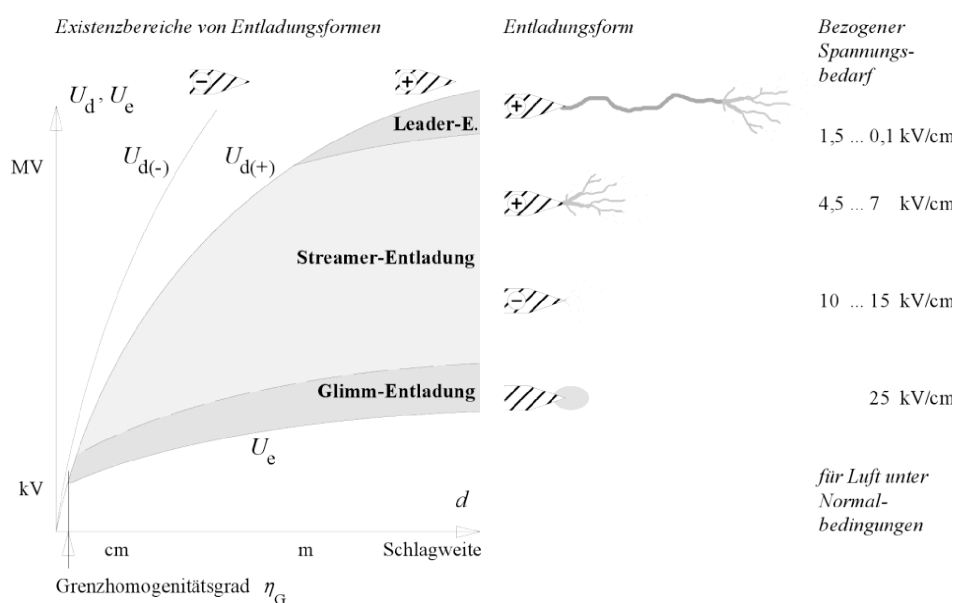 Existenzbereiche von Entladungsformen
U_d, U_e
−
+
U_d(-)
U_d(+)
MV
kV
Leader-E.
Streamer-Entladung
Glimm-Entladung
U_e
d
cm
m
Schlagweite
Grenzhomogenitätsgrad η_G
Entladungsform
+
+
−
Bezogener
Spannungs-
bedarf
1,5 ... 0,1 kV/cm
4,5 ... 7 kV/cm
10 ... 15 kV/cm
25 kV/cm
für Luft unter
Normal-
bedingungen